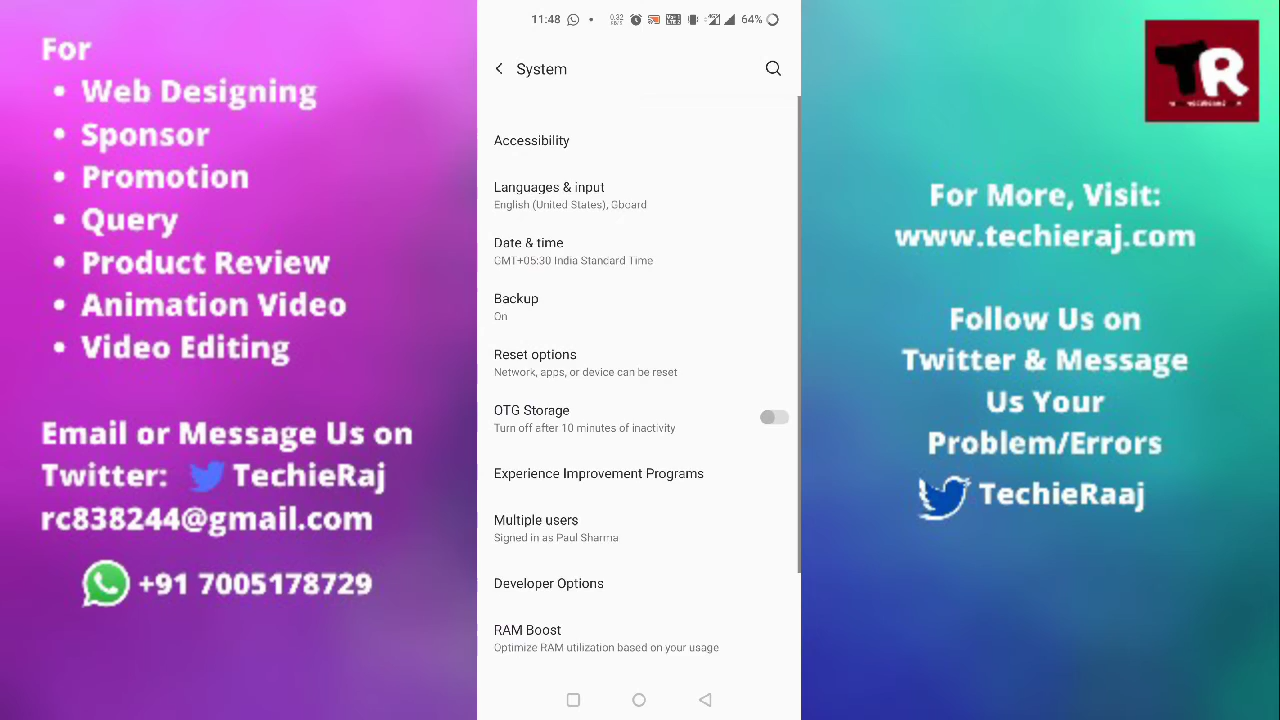 For
• Web Designing
• Sponsor
• Promotion
• Query
• Product Review
• Animation Video
• Video Editing
Email or Message Us on
Twitter: TechieRaj
rc838244@gmail.com
+91 7005178729
11:48
0.32
64%
System
Accessibility
Languages & input
English (United States), Gboard
Date & time
GMT+05:30 India Standard Time
Backup
On
Reset options
Network, apps, or device can be reset
OTG Storage
Turn off after 10 minutes of inactivity
Experience Improvement Programs
Multiple users
Signed in as Paul Sharma
Developer Options
RAM Boost
Optimize RAM utilization based on your usage
TR
For More, Visit:
www.techieraj.com
Follow Us on
Twitter & Message
Us Your
Problem/Errors
TechieRaaj